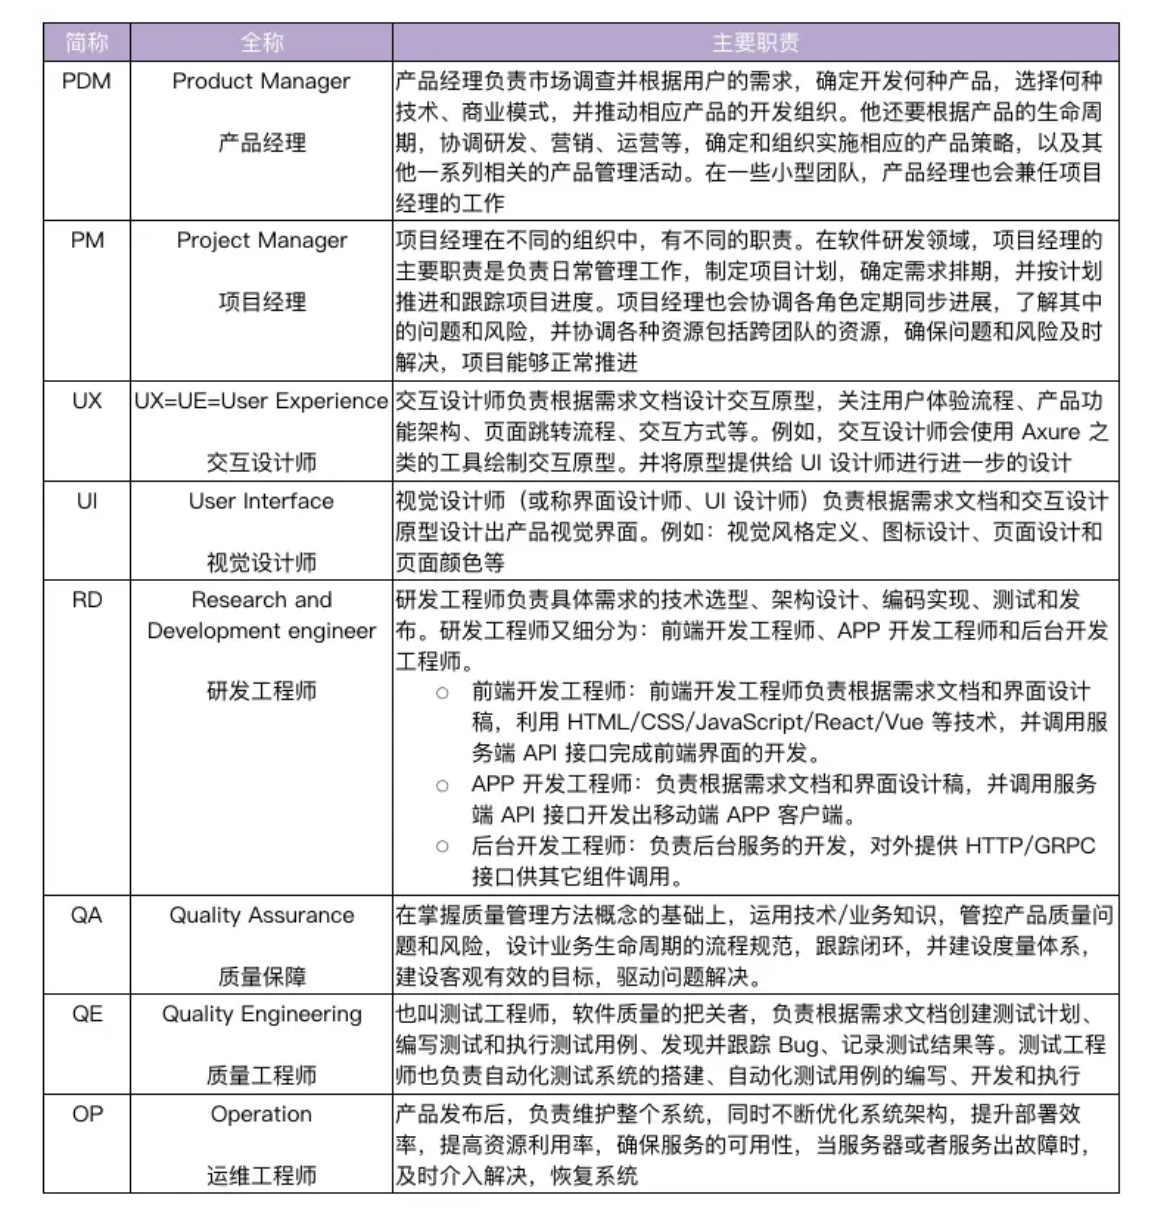 简称 全称 主要职责
PDM
Product Manager
产品经理
产品经理负责市场调查并根据用户的需求，确定开发何种产品，选择何种
技术、商业模式，并推动相应产品的开发组织。他还要根据产品的生命周
期，协调研发、营销、运营等，确定和组织实施相应的产品策略，以及其
他一系列相关的产品管理活动。在一些小型团队，产品经理也会兼任项目
经理的工作
PM
Project Manager
项目经理
项目经理在不同的组织中，有不同的职责。在软件研发领域，项目经理的
主要职责是负责日常管理工作，制定项目计划，确定需求排期，并按计划
推进和跟踪项目进度。项目经理也会协调各角色定期同步进展，了解其中
的问题和风险，并协调各种资源包括跨团队的资源，确保问题和风险及时
解决，项目能够正常推进
UX
UX=UE=User Experience
交互设计师
交互设计师负责根据需求文档设计交互原型，关注用户体验流程、产品功
能架构、页面跳转流程、交互方式等。例如，交互设计师会使用 Axure 之
类的工具绘制交互原型。并将原型提供给 UI 设计师进行进一步的设计
UI
User Interface
视觉设计师
视觉设计师（或称界面设计师、UI 设计师）负责根据需求文档和交互设计
原型设计出产品视觉界面。例如：视觉风格定义、图标设计、页面设计和
页面颜色等
RD
Research and
Development engineer
研发工程师
研发工程师负责具体需求的技术选型、架构设计、编码实现、测试和发
布。研发工程师又细分为：前端开发工程师、APP 开发工程师和后台开发
工程师。
○ 前端开发工程师：前端开发工程师负责根据需求文档和界面设计
稿，利用 HTML/CSS/JavaScript/React/Vue 等技术，并调用服
务端 API 接口完成前端界面的开发。
○ APP 开发工程师：负责根据需求文档和界面设计稿，并调用服务
端 API 接口开发出移动端 APP 客户端。
○ 后台开发工程师：负责后台服务的开发，对外提供 HTTP/GRPC
接口供其它组件调用。
QA
Quality Assurance
质量保障
在掌握质量管理方法概念的基础上，运用技术/业务知识，管控产品质量问
题和风险，设计业务生命周期的流程规范，跟踪闭环，并建设度量体系，
建设客观有效的目标，驱动问题解决。
QE
Quality Engineering
质量工程师
也叫测试工程师，软件质量的把关者，负责根据需求文档创建测试计划、
编写测试和执行测试用例、发现并跟踪 Bug、记录测试结果等。测试工程
师也负责自动化测试系统的搭建、自动化测试用例的编写、开发和执行
OP
Operation
运维工程师
产品发布后，负责维护整个系统，同时不断优化系统架构，提升部署效
率，提高资源利用率，确保服务的可用性，当服务器或者服务出故障时，
及时介入解决，恢复系统